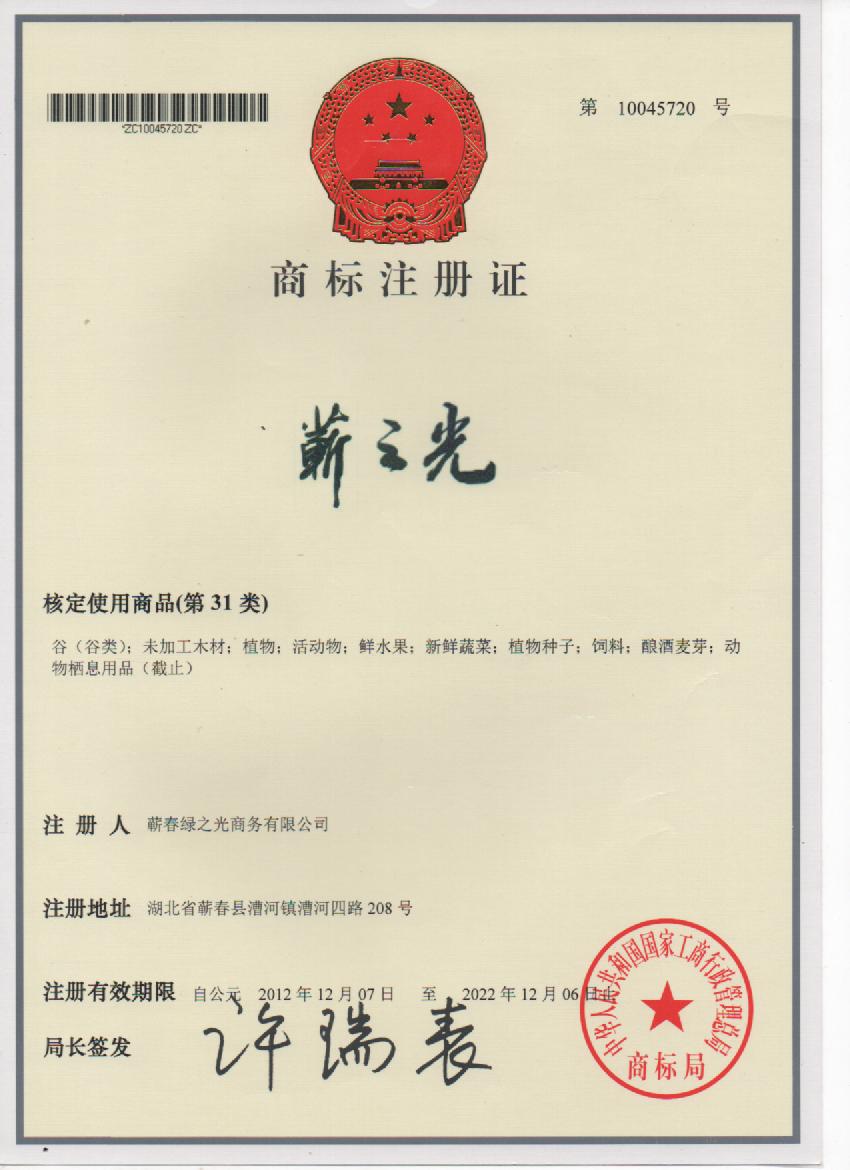 第 10045720 号
*ZC10045720ZC*
商标注册证
蕲之光
核定使用商品(第 31 类)
谷（谷类）；未加工木材；植物；活动物；鲜水果；新鲜蔬菜；植物种子；饲料；酿酒麦芽；动
物栖息用品（截止）
注册人 蕲春绿之光商务有限公司
注册地址 湖北省蕲春县漕河镇漕河四路 208 号
注册有效期限 自公元 2012 年 12 月 07 日 至 2022 年 12 月 06 日止
局长签发 许瑞表
中华人民共和国国家工商行政管理总局
商标局